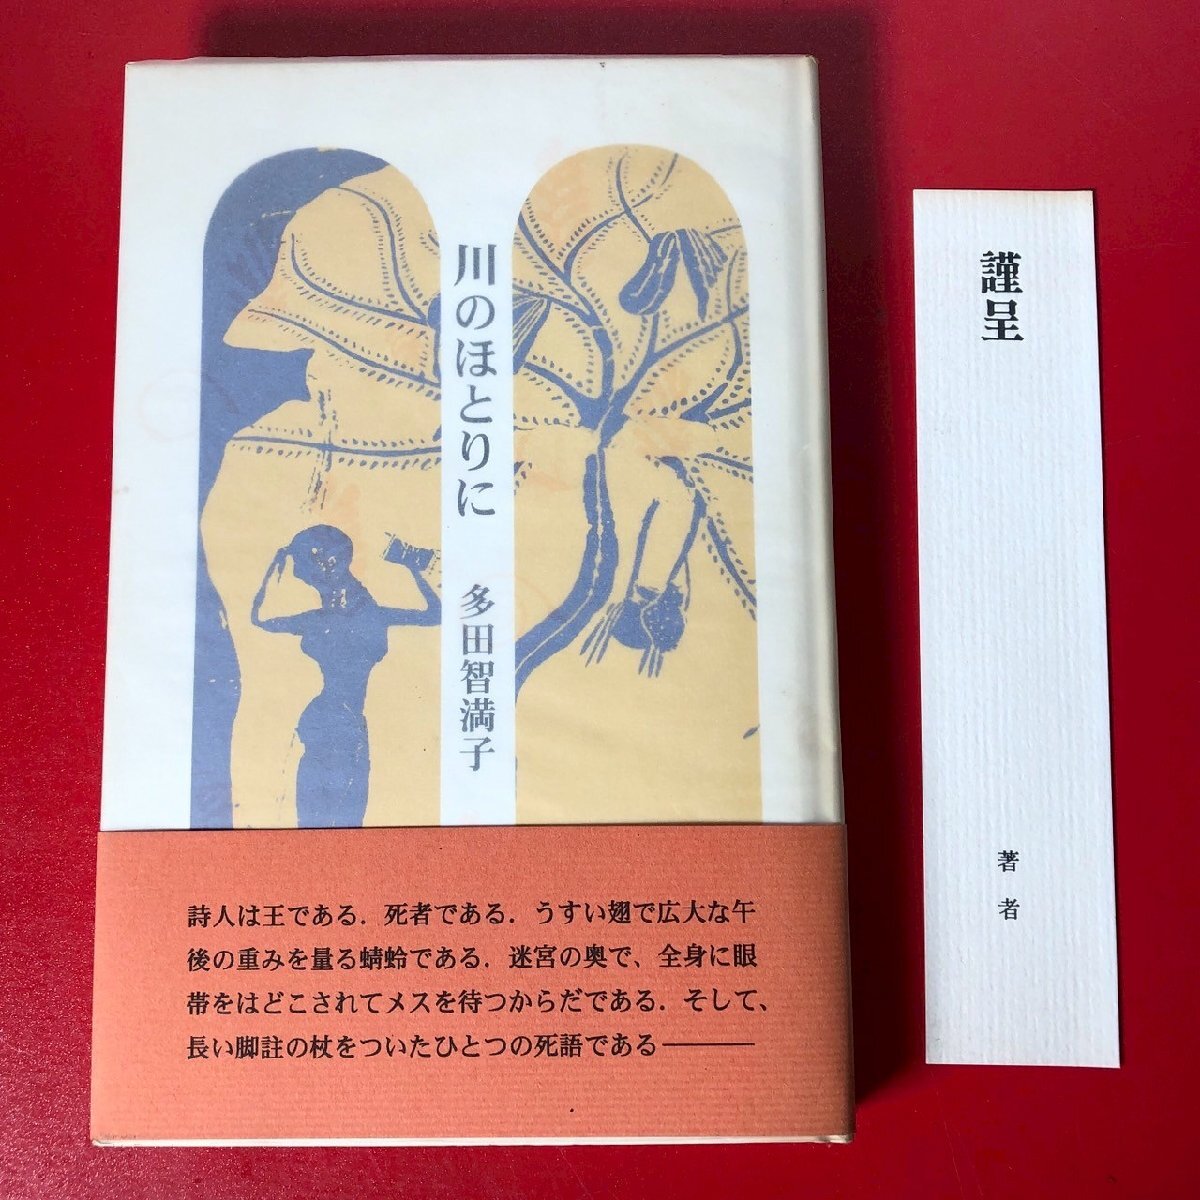 川のほとりに
多田智満子
詩人は王である．死者である．うすい翅で広大な午
後の重みを量る蜻蛉である．迷宮の奥で、全身に眼
帯をほどこされてメスを待つからだである．そして、
長い脚註の杖をついたひとつの死語である———
謹呈
著者